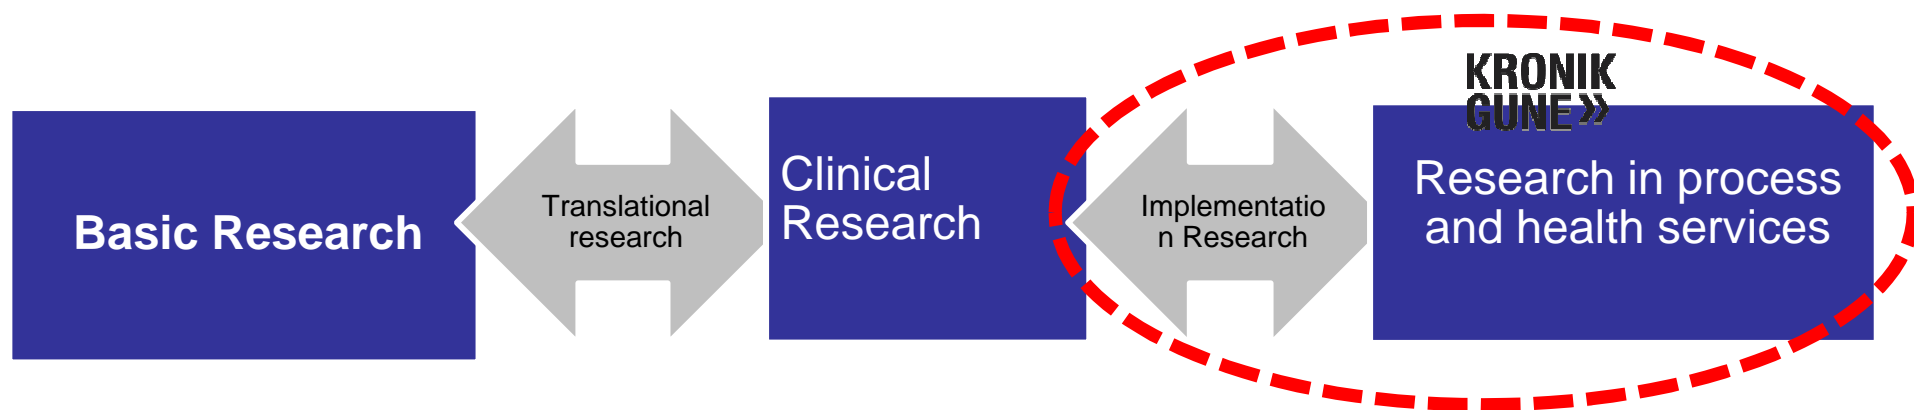 Basic Research
Translational
research
Clinical
Research
Implementatio
n Research
KRONIK
GUNE »
Research in process
and health services